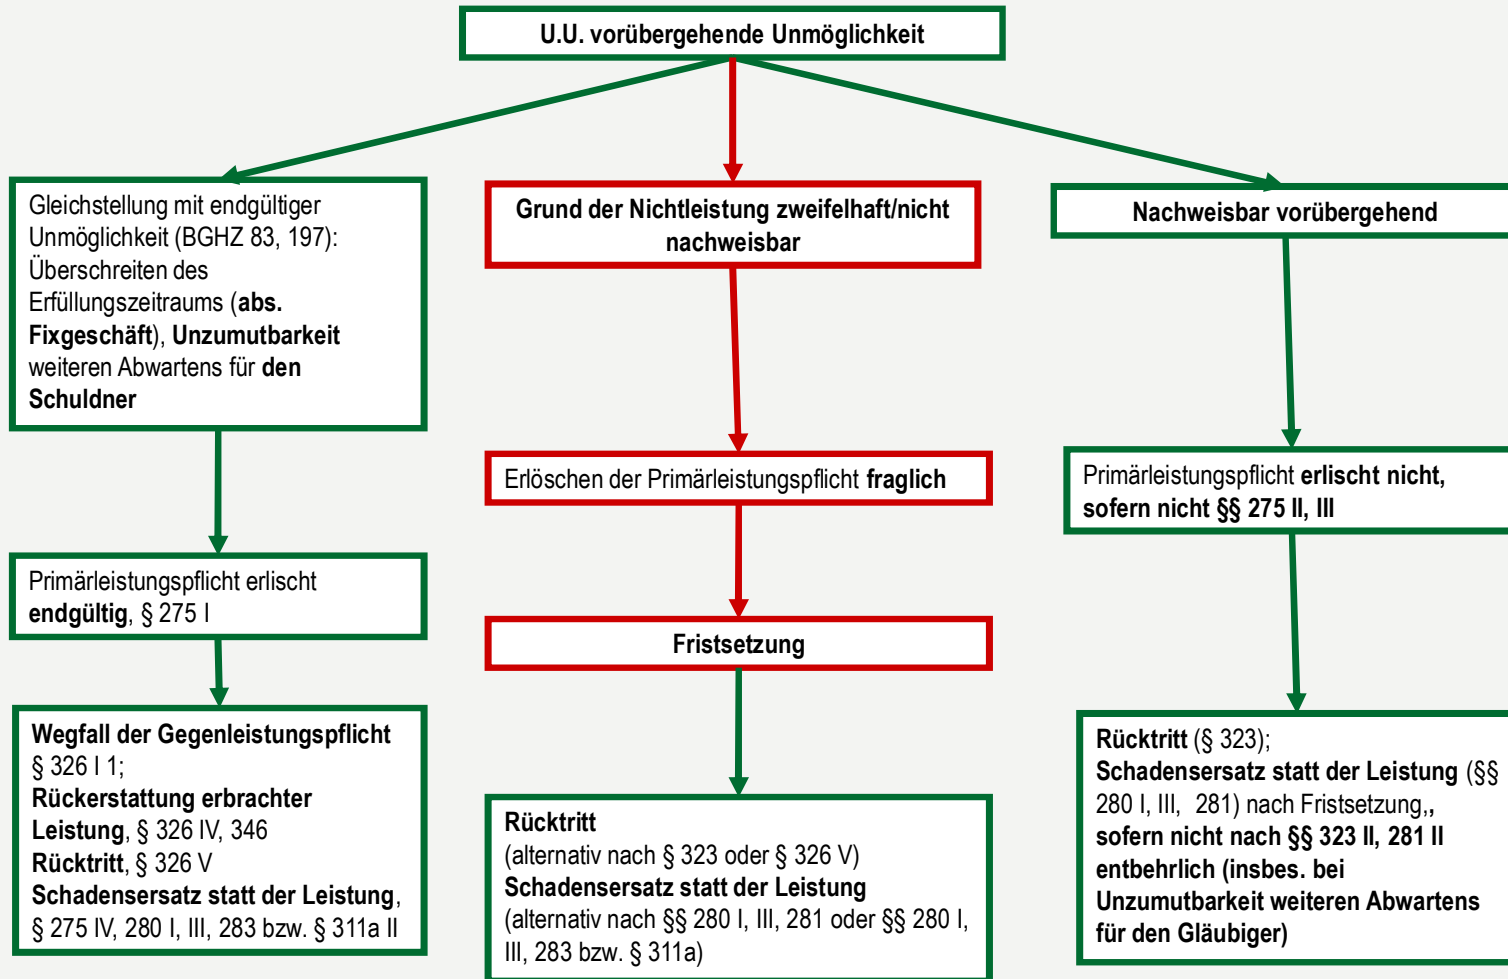 U.U. vorübergehende Unmöglichkeit
Gleichstellung mit endgültiger
Unmöglichkeit (BGHZ 83, 197):
Überschreiten des
Erfüllungszeitraums (abs.
Fixgeschäft), Unzumutbarkeit
weiteren Abwartens für den
Schuldner
Primärleistungspflicht erlischt
endgültig, § 275 I
Wegfall der Gegenleistungspflicht
§ 326 I 1;
Rückerstattung erbrachter
Leistung, § 326 IV, 346
Rücktritt, § 326 V
Schadensersatz statt der Leistung,
§ 275 IV, 280 I, III, 283 bzw. § 311a II
Grund der Nichtleistung zweifelhaft/nicht
nachweisbar
Erlöschen der Primärleistungspflicht fraglich
Fristsetzung
Rücktritt
(alternativ nach § 323 oder § 326 V)
Schadensersatz statt der Leistung
(alternativ nach §§ 280 I, III, 281 oder §§ 280 I,
III, 283 bzw. § 311a)
Nachweisbar vorübergehend
Primärleistungspflicht erlischt nicht,
sofern nicht §§ 275 II, III
Rücktritt (§ 323);
Schadensersatz statt der Leistung (§§
280 I, III, 281) nach Fristsetzung,,
sofern nicht nach §§ 323 II, 281 II
entbehrlich (insbes. bei
Unzumutbarkeit weiteren Abwartens
für den Gläubiger)